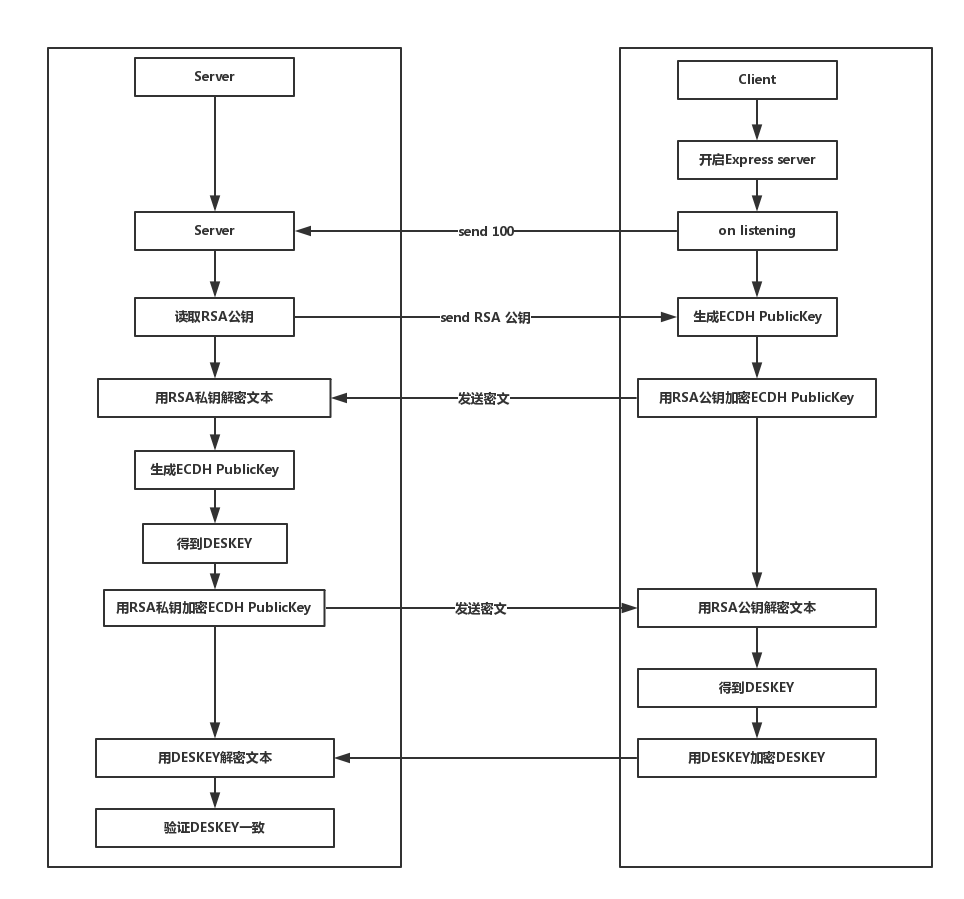 Server
Client
开启Express server
Server
send 100
on listening
读取RSA公钥
send RSA 公钥
生成ECDH PublicKey
用RSA私钥解密文本
发送密文
用RSA公钥加密ECDH PublicKey
生成ECDH PublicKey
得到DESKEY
用RSA私钥加密ECDH PublicKey
发送密文
用RSA公钥解密文本
得到DESKEY
用DESKEY解密文本
用DESKEY加密DESKEY
验证DESKEY一致